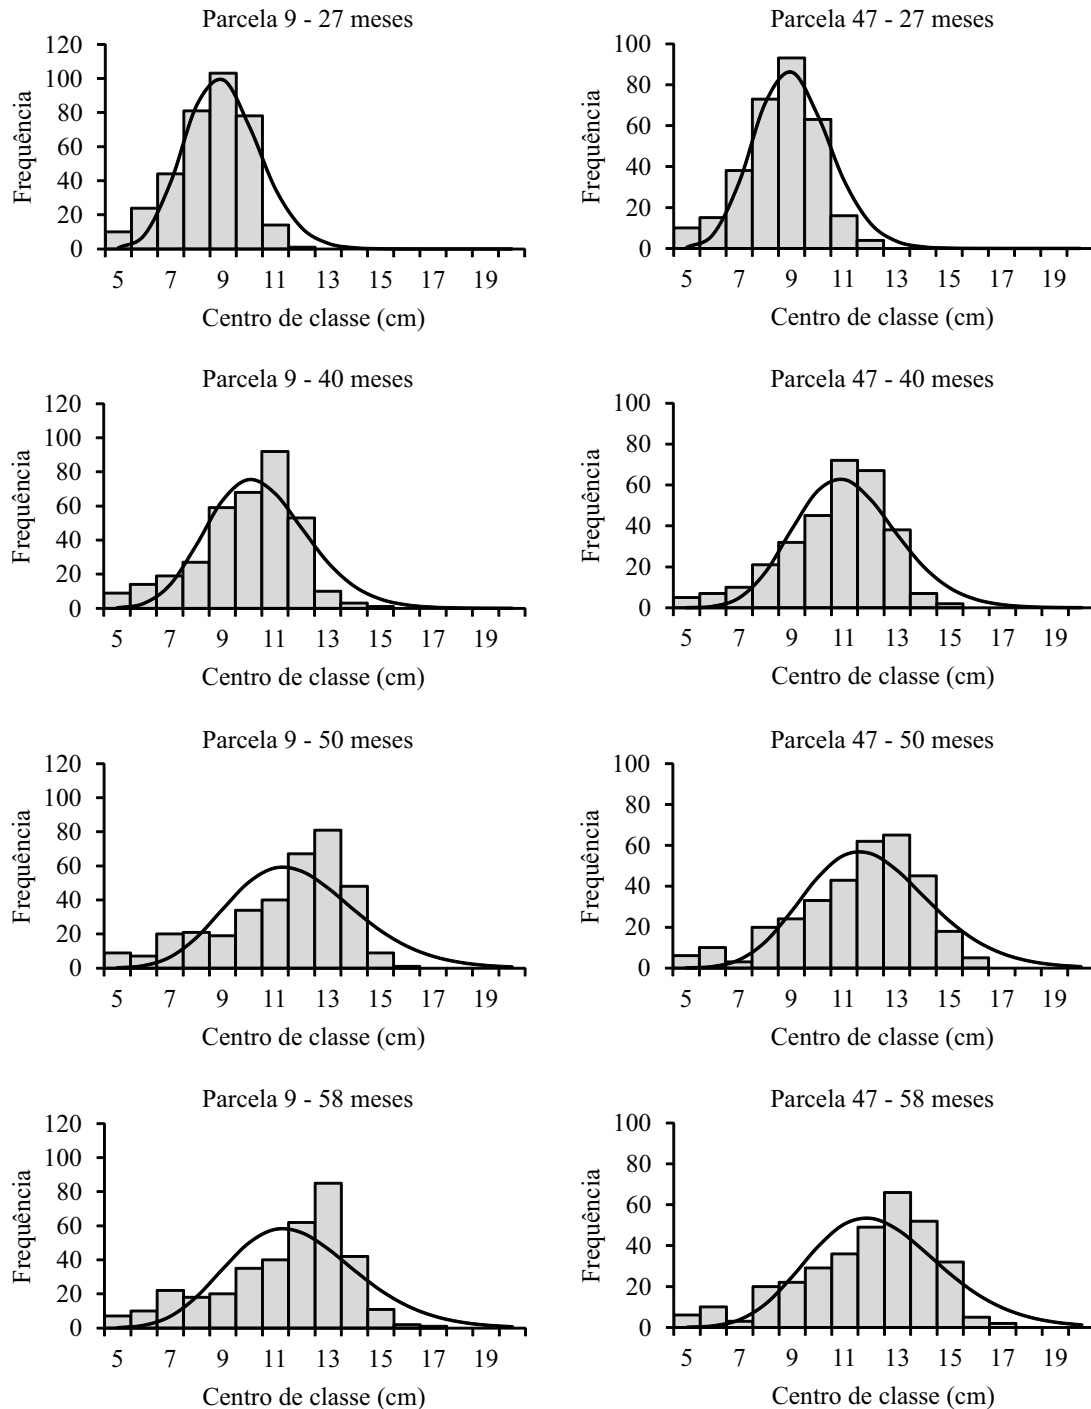 Parcela 9 - 27 meses
120
100
80
60
40
20
0
Frequência
5 7 9 11 13 15 17 19
Centro de classe (cm)
Parcela 47 - 27 meses
100
80
60
40
20
0
Frequência
5 7 9 11 13 15 17 19
Centro de classe (cm)
Parcela 9 - 40 meses
120
100
80
60
40
20
0
Frequência
5 7 9 11 13 15 17 19
Centro de classe (cm)
Parcela 47 - 40 meses
100
80
60
40
20
0
Frequência
5 7 9 11 13 15 17 19
Centro de classe (cm)
Parcela 9 - 50 meses
120
100
80
60
40
20
0
Frequência
5 7 9 11 13 15 17 19
Centro de classe (cm)
Parcela 47 - 50 meses
100
80
60
40
20
0
Frequência
5 7 9 11 13 15 17 19
Centro de classe (cm)
Parcela 9 - 58 meses
120
100
80
60
40
20
0
Frequência
5 7 9 11 13 15 17 19
Centro de classe (cm)
Parcela 47 - 58 meses
100
80
60
40
20
0
Frequência
5 7 9 11 13 15 17 19
Centro de classe (cm)